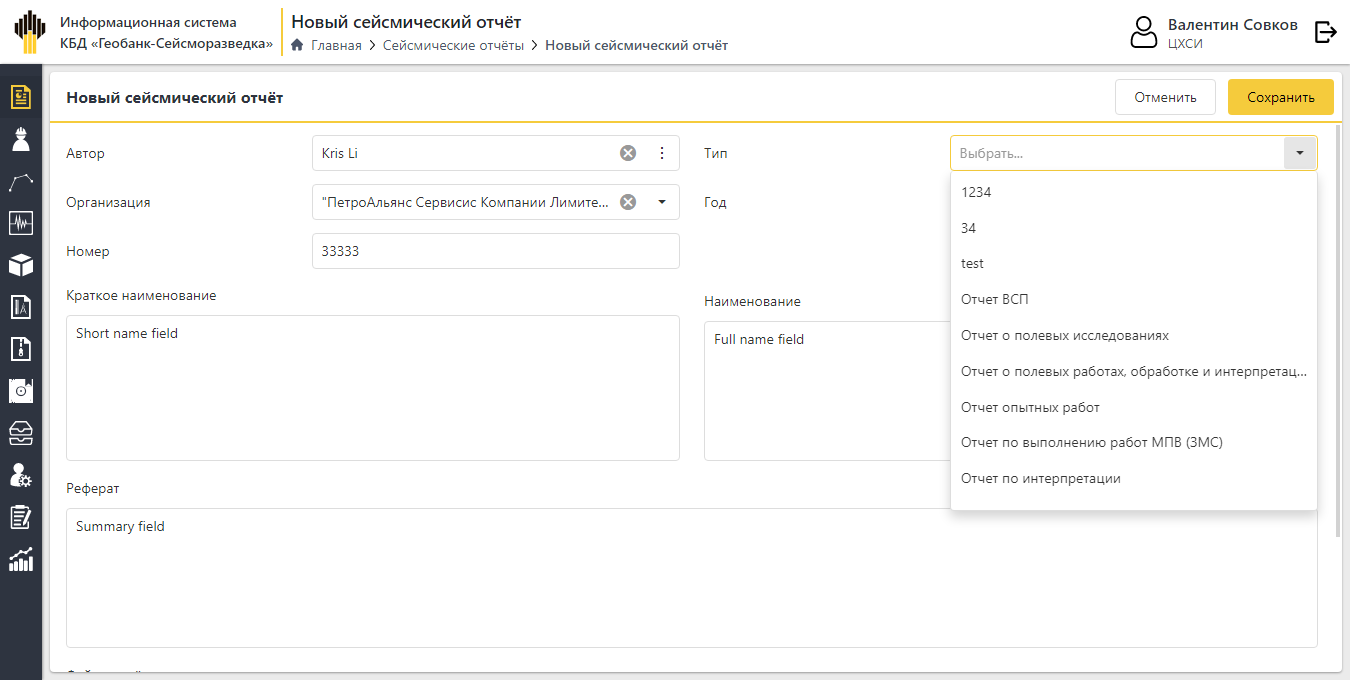 Информационная система
КБД «Геобанк-Сейсморазведка»
Новый сейсмический отчёт
Главная > Сейсмические отчёты > Новый сейсмический отчёт
Валентин Совков
ЦХСИ
Новый сейсмический отчёт
Отменить
Сохранить
Автор
Kris Li
Тип
Выбрать...
Организация
"ПетроАльянс Сервисис Компании Лимите...
Год
Номер
33333
1234
34
test
Отчет ВСП
Отчет о полевых исследованиях
Отчет о полевых работах, обработке и интерпретац...
Отчет опытных работ
Отчет по выполнению работ МПВ (ЗМС)
Отчет по интерпретации
Краткое наименование
Short name field
Наименование
Full name field
Реферат
Summary field